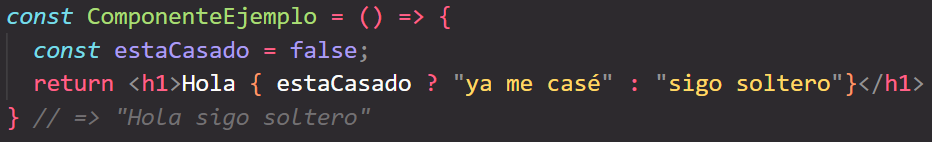 const ComponenteEjemplo = () => {
  const estaCasado = false;
  return <h1>Hola { estaCasado ? "ya me casé" : "sigo soltero"}</h1>
} // => "Hola sigo soltero"